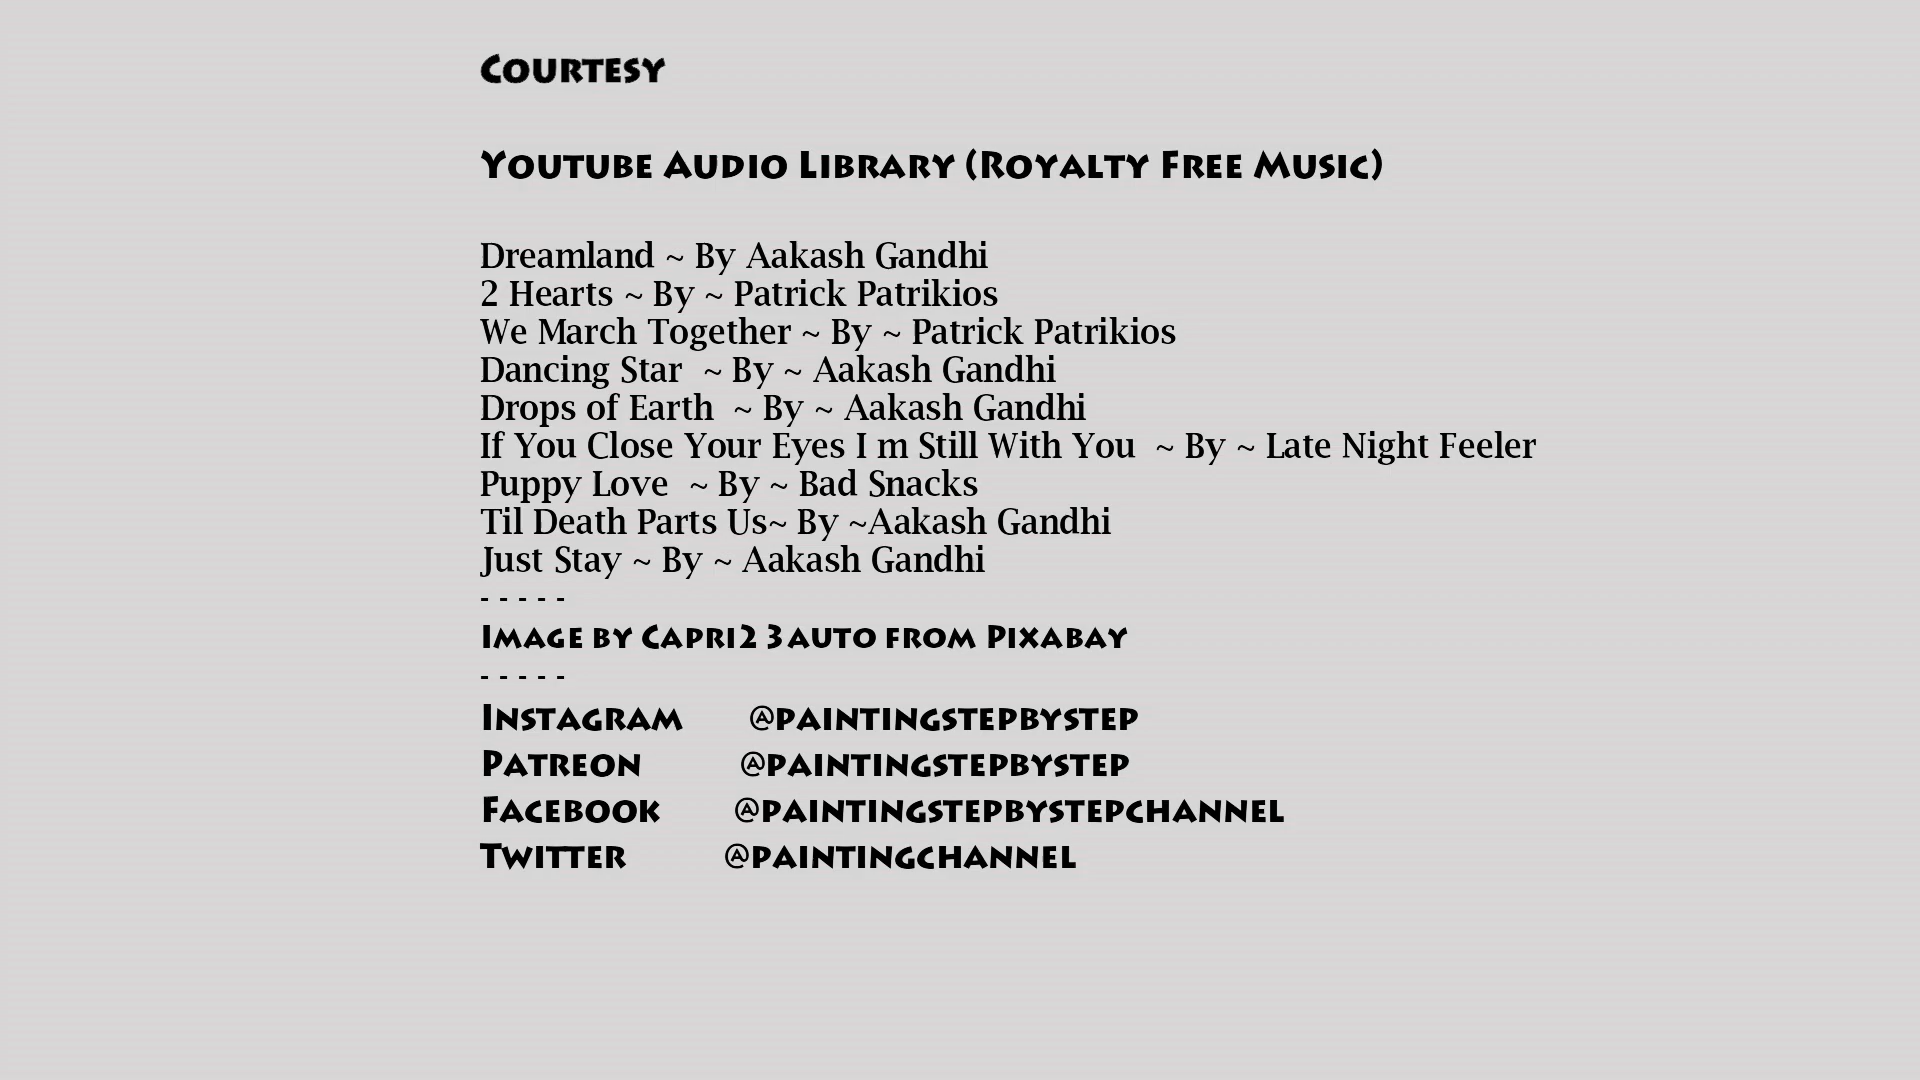 Courtesy
Youtube Audio Library (Royalty Free Music)
Dreamland ~ By Aakash Gandhi
2 Hearts ~ By ~ Patrick Patrikios
We March Together ~ By ~ Patrick Patrikios
Dancing Star  ~ By ~ Aakash Gandhi
Drops of Earth  ~ By ~ Aakash Gandhi
If You Close Your Eyes I m Still With You  ~ By ~ Late Night Feeler
Puppy Love  ~ By ~ Bad Snacks
Til Death Parts Us~ By ~Aakash Gandhi
Just Stay ~ By ~ Aakash Gandhi
- - - - -
Image by Capri2 3auto from Pixabay
- - - - -
Instagram @paintingstepbystep
Patreon @paintingstepbystep
Facebook @paintingstepbystepchannel
Twitter @paintingchannel